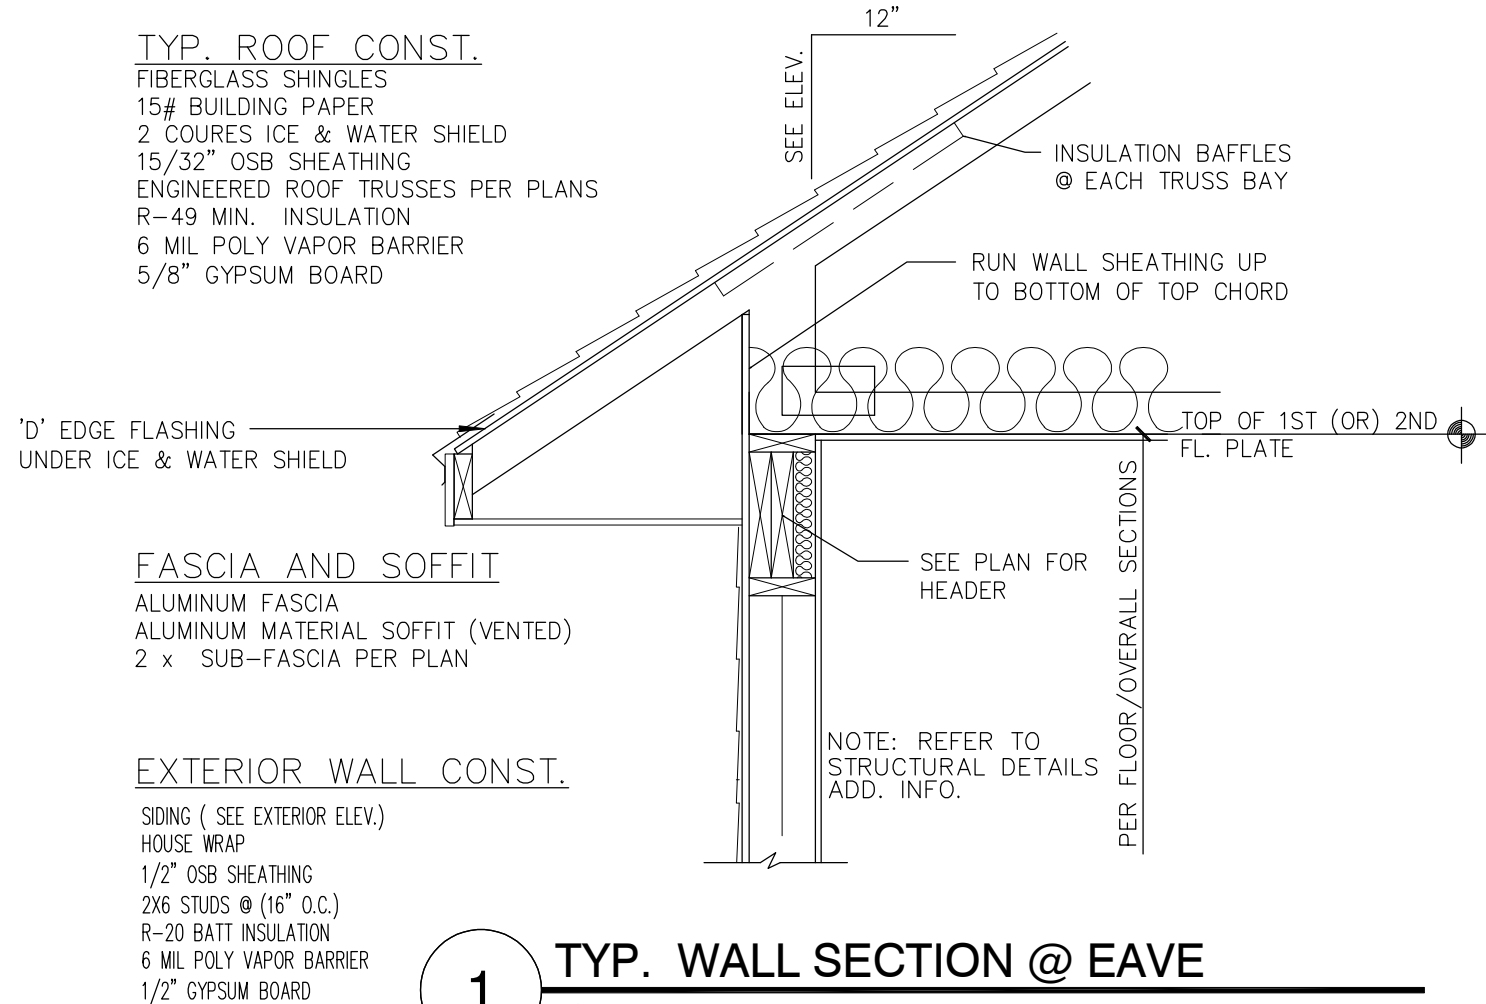 TYP. ROOF CONST.
FIBERGLASS SHINGLES
15# BUILDING PAPER
2 COURES ICE & WATER SHIELD
15/32" OSB SHEATHING
ENGINEERED ROOF TRUSSES PER PLANS
R-49 MIN. INSULATION
6 MIL POLY VAPOR BARRIER
5/8" GYPSUM BOARD
12"
SEE ELEV.
INSULATION BAFFLES
@ EACH TRUSS BAY
RUN WALL SHEATHING UP
TO BOTTOM OF TOP CHORD
'D' EDGE FLASHING
UNDER ICE & WATER SHIELD
TOP OF 1ST (OR) 2ND
FL. PLATE
FASCIA AND SOFFIT
ALUMINUM FASCIA
ALUMINUM MATERIAL SOFFIT (VENTED)
2 x SUB-FASCIA PER PLAN
SEE PLAN FOR
HEADER
PER FLOOR/OVERALL SECTIONS
NOTE: REFER TO
STRUCTURAL DETAILS
ADD. INFO.
EXTERIOR WALL CONST.
SIDING ( SEE EXTERIOR ELEV.)
HOUSE WRAP
1/2" OSB SHEATHING
2X6 STUDS @ (16" O.C.)
R-20 BATT INSULATION
6 MIL POLY VAPOR BARRIER
1/2" GYPSUM BOARD
1
TYP. WALL SECTION @ EAVE